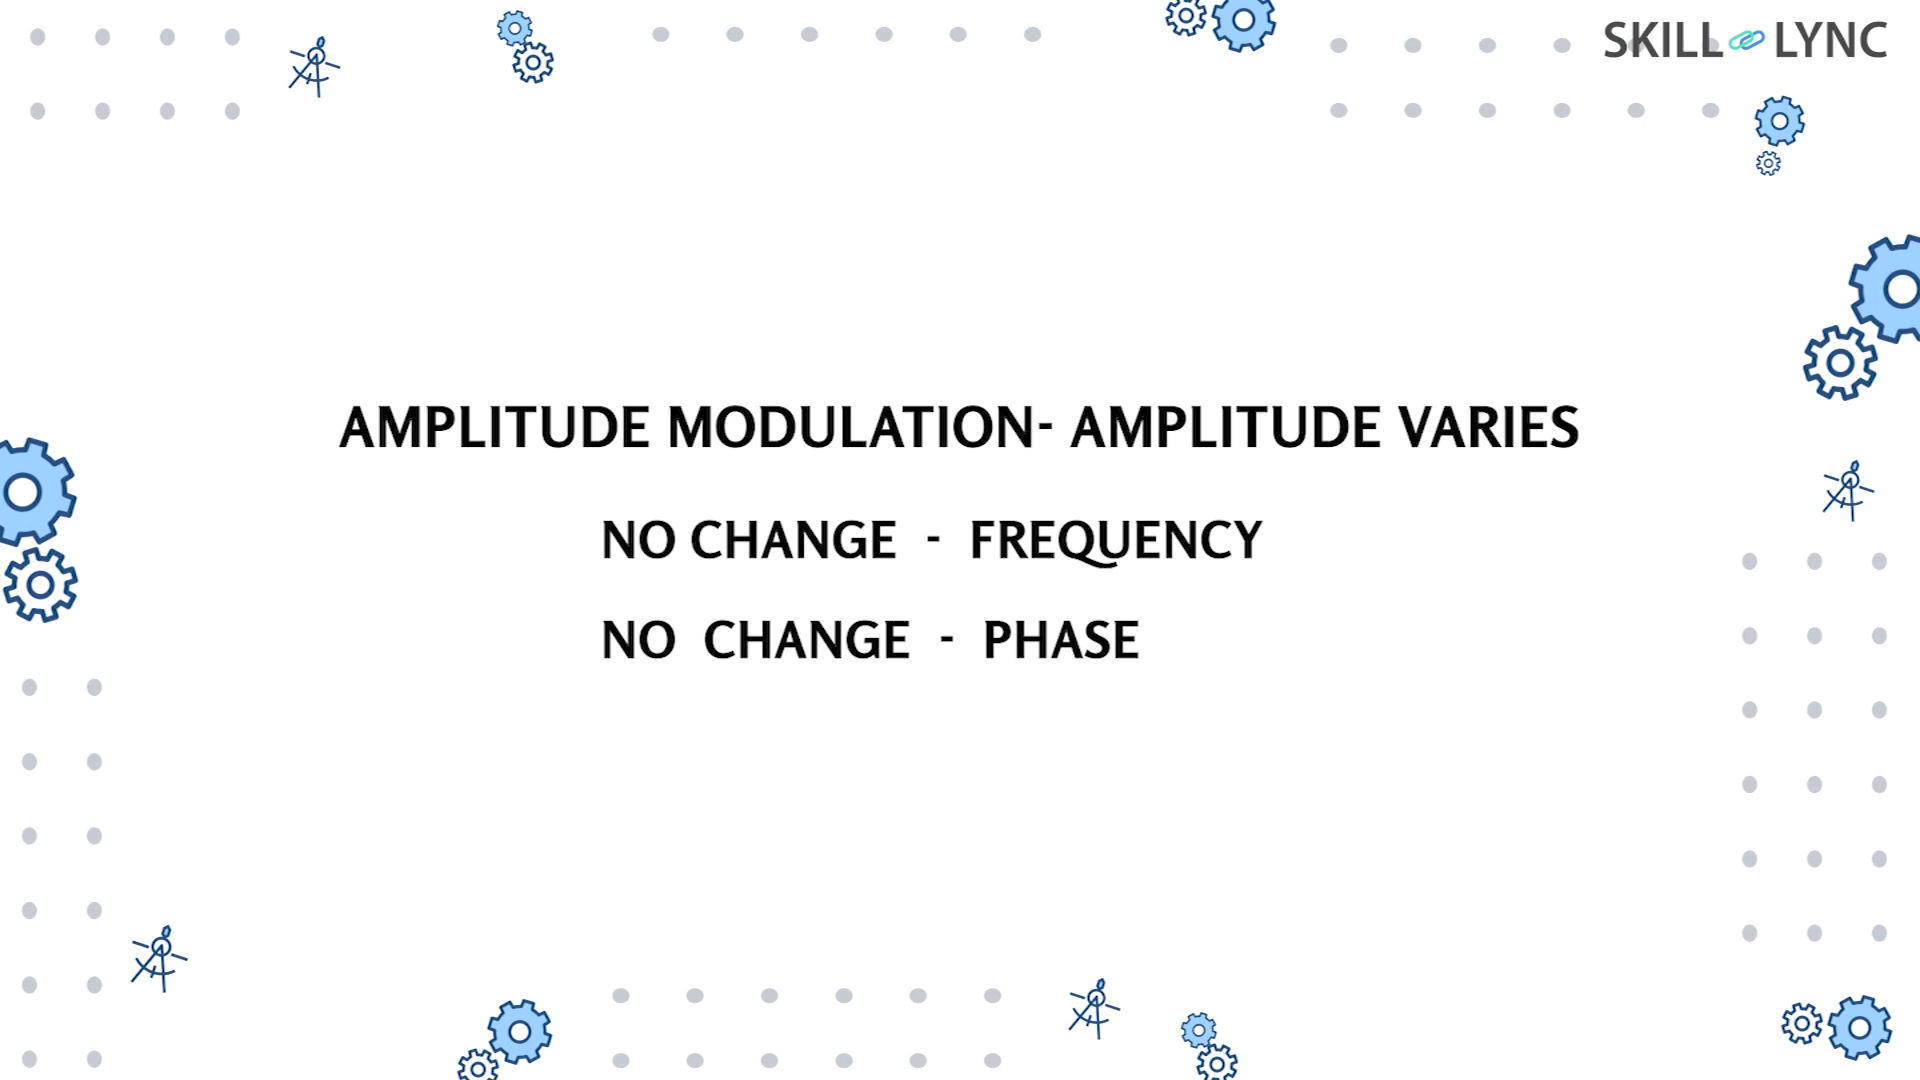 SKILL LYNC
AMPLITUDE MODULATION- AMPLITUDE VARIES
NO CHANGE - FREQUENCY
NO CHANGE - PHASE